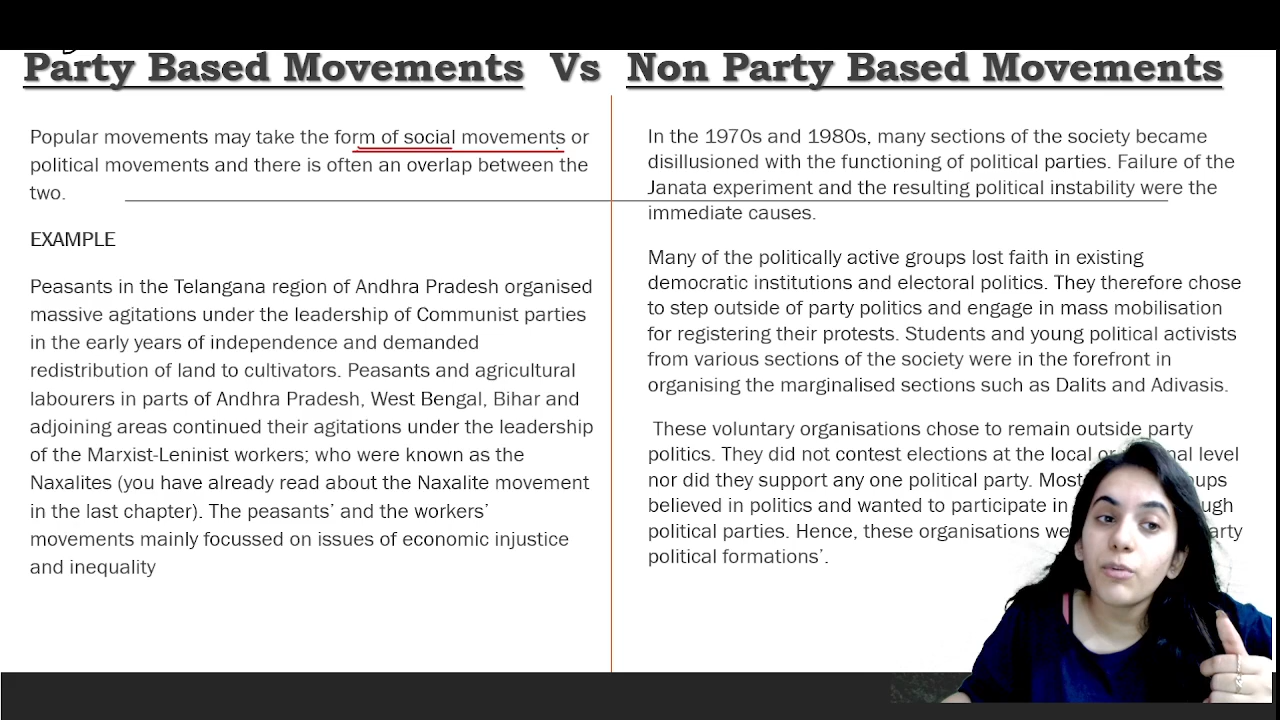 Party Based Movements Vs Non Party Based Movements
Popular movements may take the form of social movements or
political movements and there is often an overlap between the
two.
EXAMPLE
Peasants in the Telangana region of Andhra Pradesh organised
massive agitations under the leadership of Communist parties
in the early years of independence and demanded
redistribution of land to cultivators. Peasants and agricultural
labourers in parts of Andhra Pradesh, West Bengal, Bihar and
adjoining areas continued their agitations under the leadership
of the Marxist-Leninist workers; who were known as the
Naxalites (you have already read about the Naxalite movement
in the last chapter). The peasants’ and the workers’
movements mainly focussed on issues of economic injustice
and inequality
In the 1970s and 1980s, many sections of the society became
disillusioned with the functioning of political parties. Failure of the
Janata experiment and the resulting political instability were the
immediate causes.
Many of the politically active groups lost faith in existing
democratic institutions and electoral politics. They therefore chose
to step outside of party politics and engage in mass mobilisation
for registering their protests. Students and young political activists
from various sections of the society were in the forefront in
organising the marginalised sections such as Dalits and Adivasis.
These voluntary organisations chose to remain outside party
politics. They did not contest elections at the local or level
nor did they support any one political party. Most
believed in politics and wanted to participate in
political parties. Hence, these organisations
political formations’.